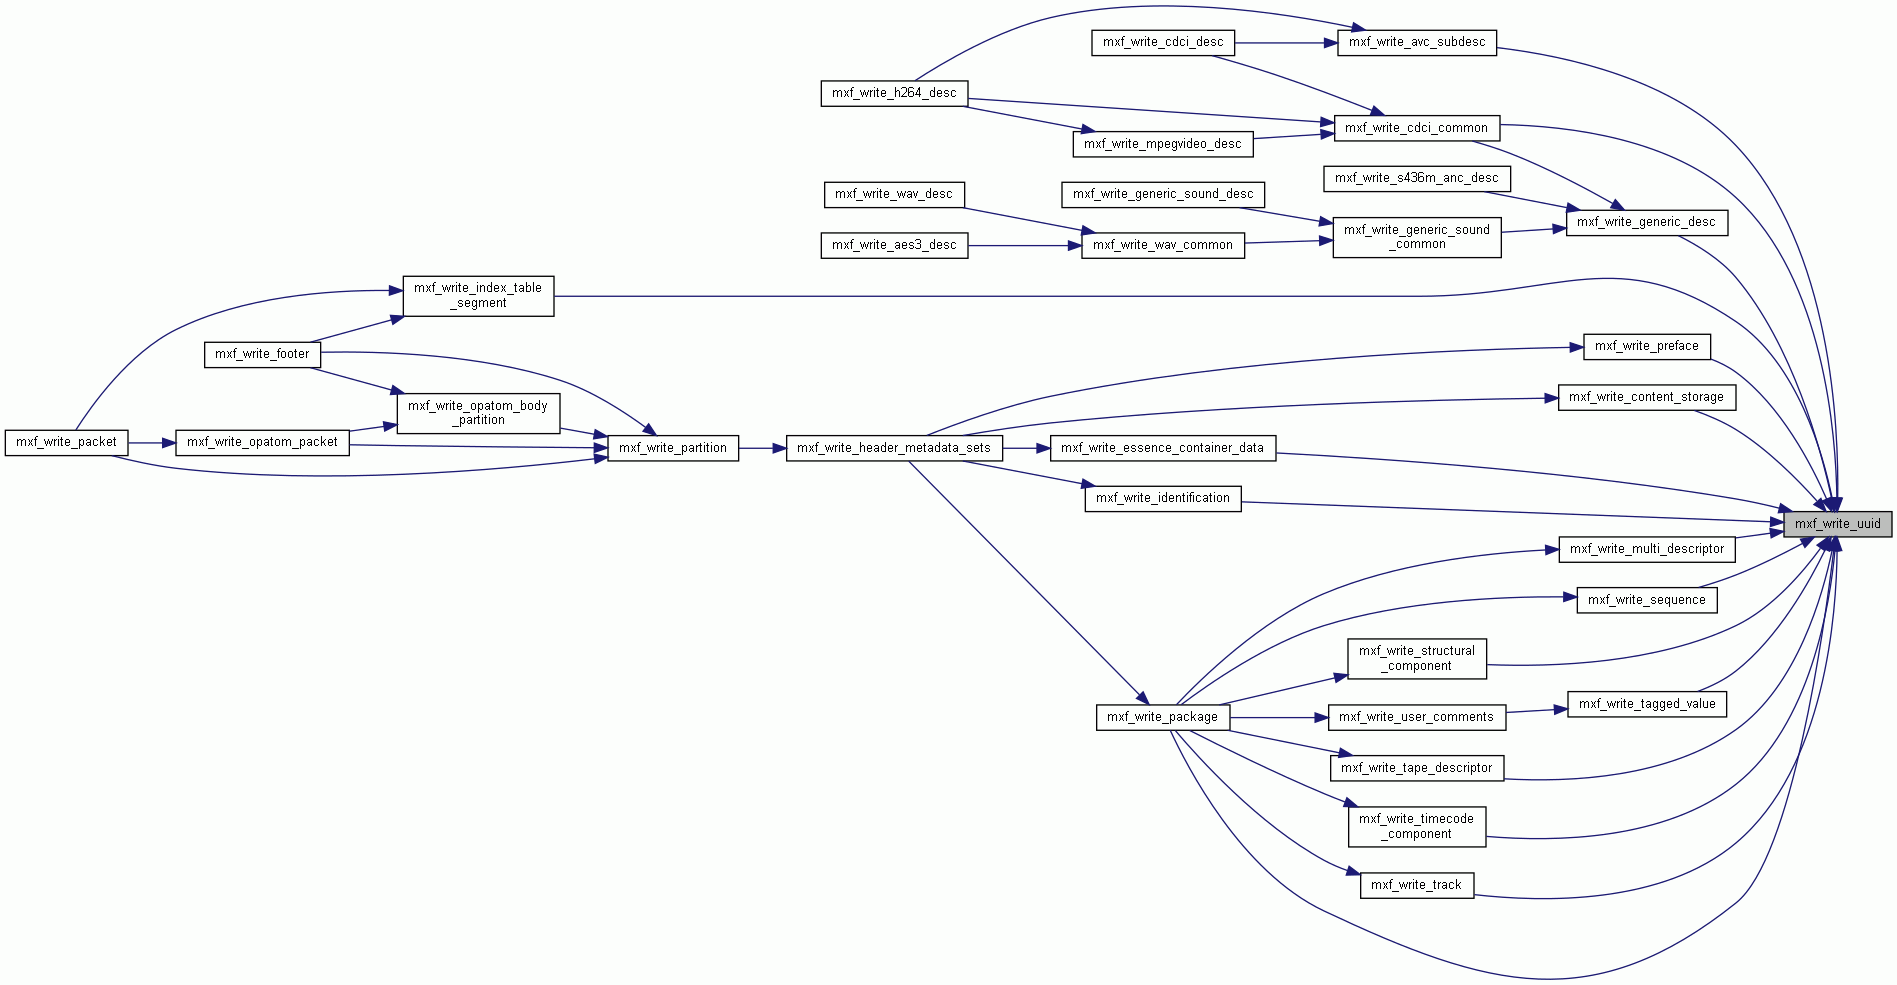 mxf_write_cdci_desc
mxf_write_avc_subdesc
mxf_write_h264_desc
mxf_write_cdci_common
mxf_write_mpegvideo_desc
mxf_write_s436m_anc_desc
mxf_write_wav_desc
mxf_write_generic_sound_desc
mxf_write_generic_desc
mxf_write_generic_sound
_common
mxf_write_aes3_desc
mxf_write_wav_common
mxf_write_index_table
_segment
mxf_write_footer
mxf_write_preface
mxf_write_content_storage
mxf_write_opatom_body
_partition
mxf_write_packet
mxf_write_opatom_packet
mxf_write_partition
mxf_write_header_metadata_sets
mxf_write_essence_container_data
mxf_write_identification
mxf_write_uuid
mxf_write_multi_descriptor
mxf_write_sequence
mxf_write_structural
_component
mxf_write_tagged_value
mxf_write_package
mxf_write_user_comments
mxf_write_tape_descriptor
mxf_write_timecode
_component
mxf_write_track